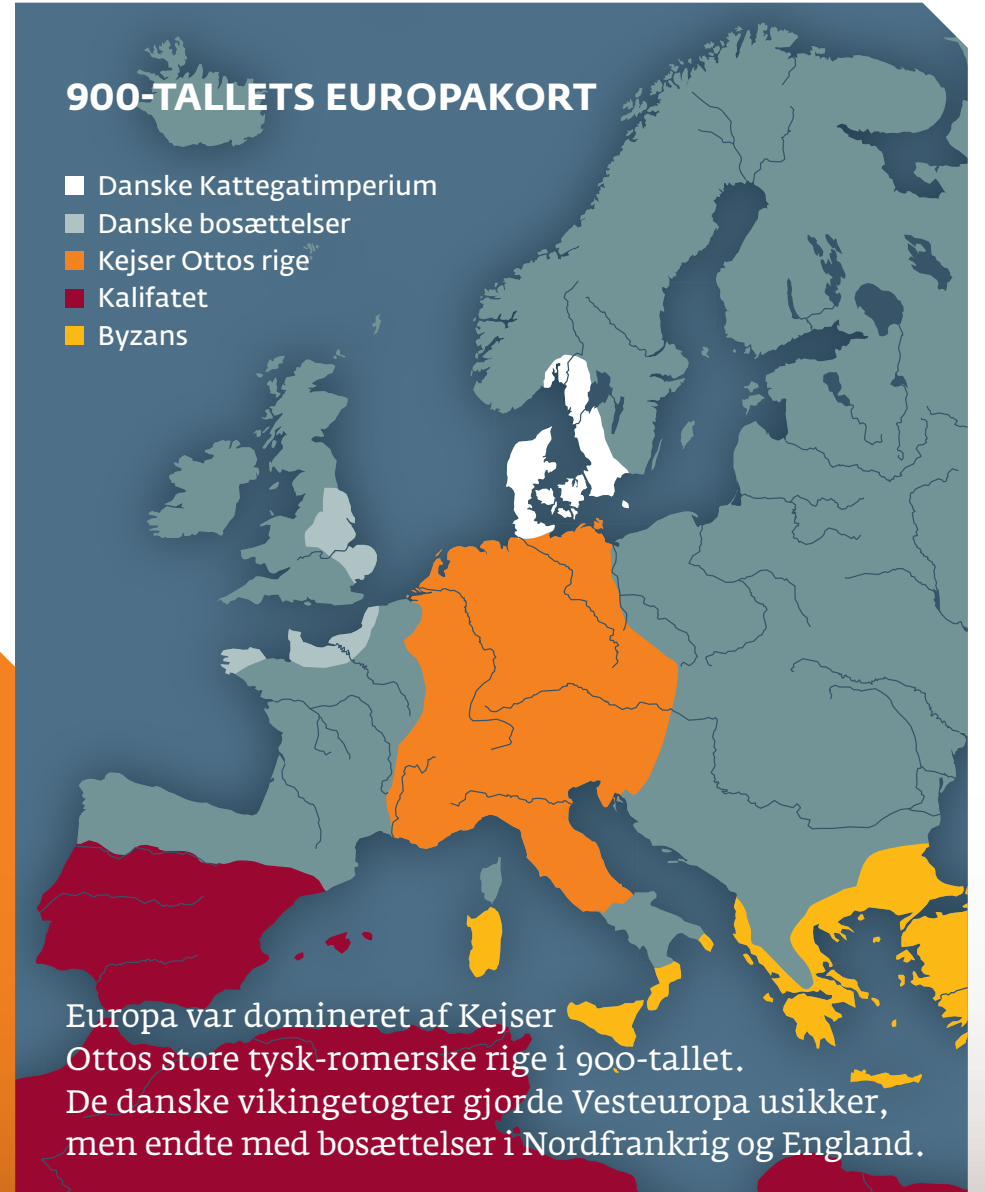 900-TALLETS EUROPAKORT
Danske Kattegatimperium
Danske bosættelser
Kejser Ottos rige
Kalifatet
Byzans
Europa var domineret af Kejser
Ottos store tysk-romerske rige i 900-tallet.
De danske vikingetogter gjorde Vesteuropa usikker,
men endte med bosættelser i Nordfrankrig og England.